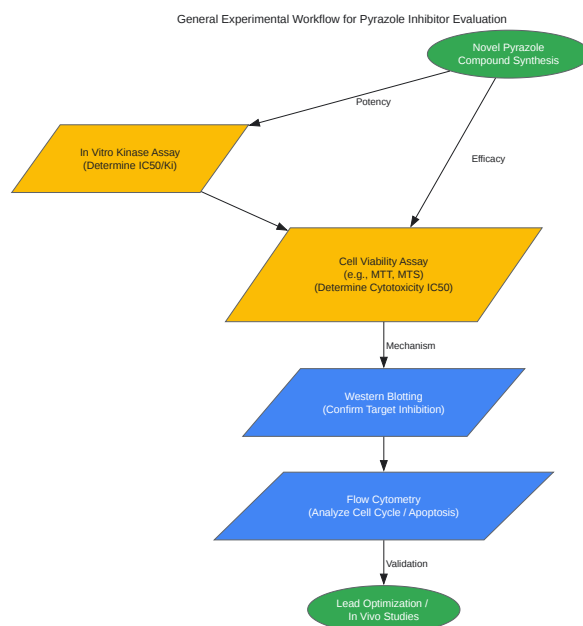 General Experimental Workflow for Pyrazole Inhibitor Evaluation
Novel Pyrazole
Compound Synthesis
Potency
In Vitro Kinase Assay
(Determine IC50/Ki)
Efficacy
Cell Viability Assay
(e.g., MTT, MTS)
(Determine Cytotoxicity IC50)
Mechanism
Western Blotting
(Confirm Target Inhibition)
Flow Cytometry
(Analyze Cell Cycle / Apoptosis)
Validation
Lead Optimization /
In Vivo Studies